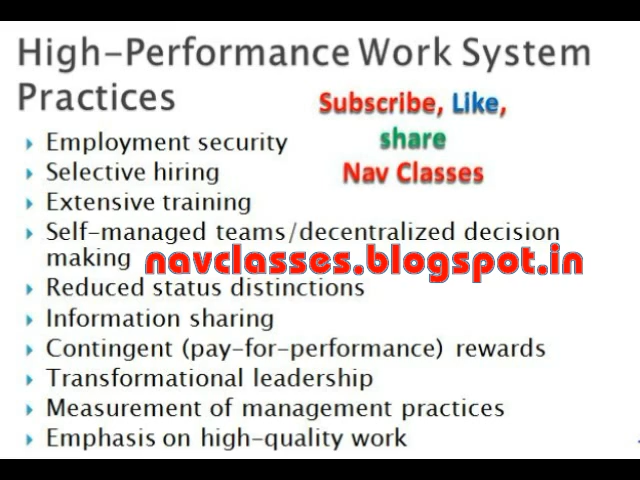 High-Performance Work System
Practices
Subscribe, Like,
share
Nav Classes
Employment security
Selective hiring
Extensive training
Self-managed teams/decentralized decision
making
navclasses.blogspot.in
Reduced status distinctions
Information sharing
Contingent (pay-for-performance) rewards
Transformational leadership
Measurement of management practices
Emphasis on high-quality work